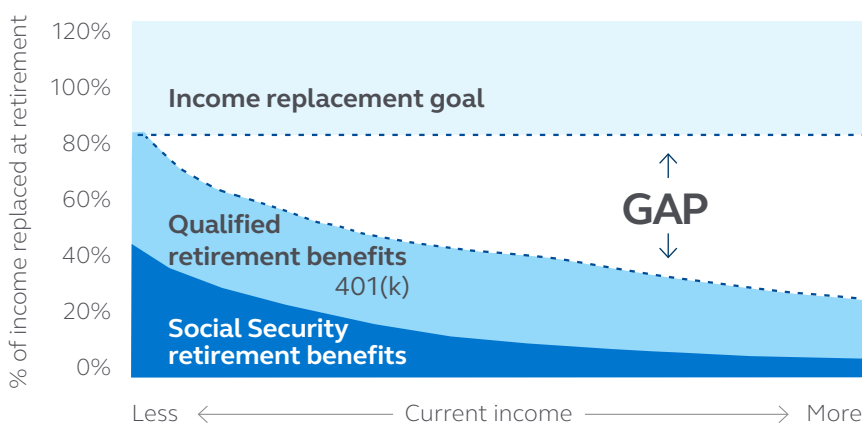 % of income replaced at retirement
120%
100%
80%
60%
40%
20%
0%
Income replacement goal
GAP
Qualified
retirement benefits
401(k)
Social Security
retirement benefits
Less
Current income
More